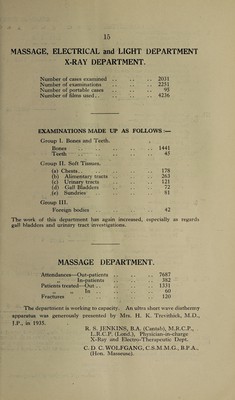 15
MASSAGE, ELECTRICAL and LIGHT DEPARTMENT
X-RAY DEPARTMENT.
Number of cases examined .. .. .. 2031
Number of examinations .. .. .. 2251
Number of portable cases .. .. .. 95
Number of films used.. .. .. .. 4236
EXAMINATIONS MADE UP AS FOLLOWS :—
Group I. Bones and Teeth.
Bones .. .. .. .. .. 1441
Teeth .. .. .. .. .. 43
Group II. Soft Tissues.
(a) Chests.. .. .. .. .. 178
(b) Alimentary tracts .. .. .. 263
(c) Urinary tracts .. .. .. 121
(d) Gall Bladders .. .. .. 72
(e) Sundries .. .. .. .. 91
Group III.
Foreign bodies .. .. .. .. 42
The work of this department has again increased, especially as regards
gall bladders and urinary tract investigations.
MASSAGE DEPARTMENT.
Attendances—Out-patients .. .. .. 7687
„ In-patients .. .. .. 362
Patients treated—Out .. .. .. .. 1331
„ „ In .. .. .. .. 60
Fractures .. .. .. .. 120
The department is working to capacity. An ultra short wave diathermy
apparatus was generously presented by Mrs. H. K. Trevithick, M.D.,
J.P., in 1935.
R. S. JENKINS, B.A. (Cantab), M.R.C.P.,
L.R.C.P. (Lond.), Physician-in-charge
X-Ray and Electro-Therapeutic Dept.
C. D. C. WOLFGANG, C.S.M.M.G., B.P.A.,
(Hon. Masseuse).